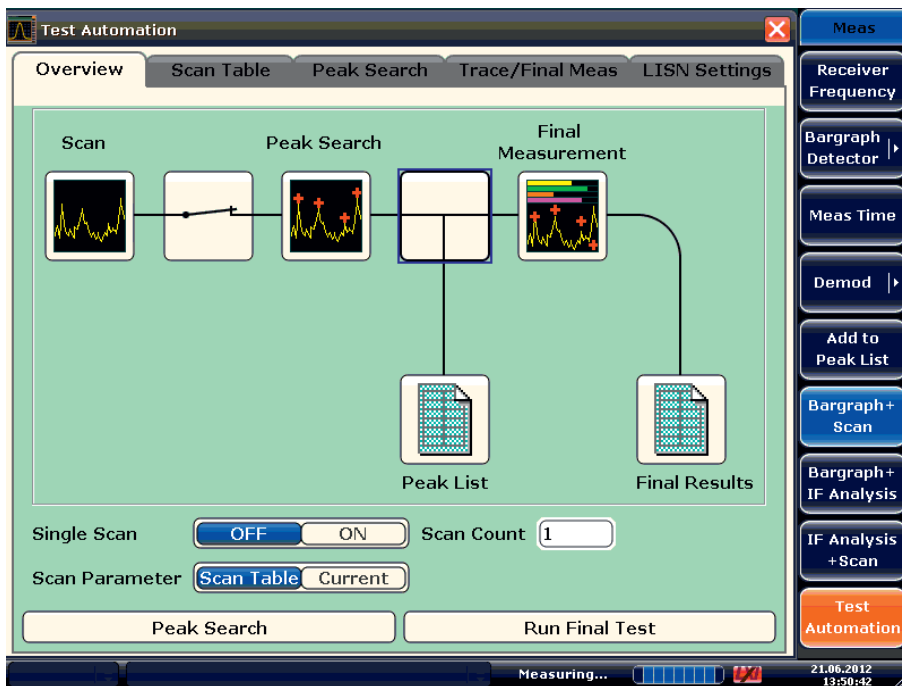 Test Automation
Overview
Scan Table
Peak Search
Trace/Final Meas
LISN Settings
Scan
Peak Search
Final
Measurement
Peak List
Final Results
Single Scan
OFF
ON
Scan Count
1
Scan Parameter
Scan Table
Current
Peak Search
Run Final Test
Meas
Receiver
Frequency
Bargraph
Detector
Meas Time
Demod
Add to
Peak List
Bargraph+
Scan
Bargraph+
IF Analysis
IF Analysis
+Scan
Test
Automation
Measuring...
LXI
21.06.2012
13:50:42